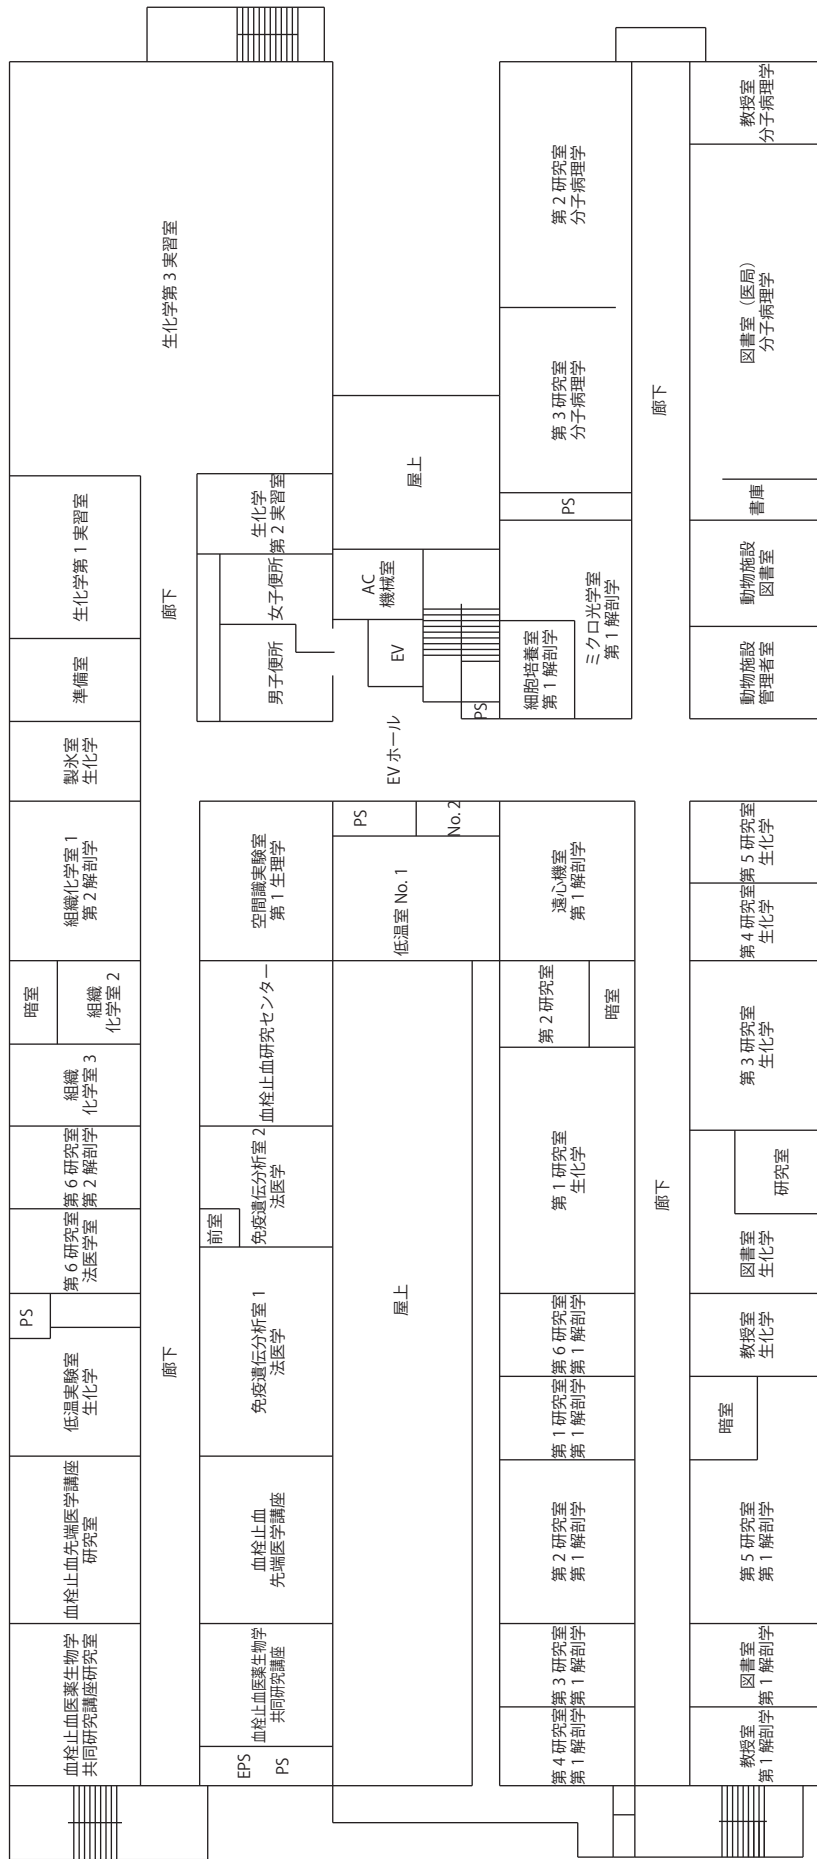 血栓止血医薬生物学
共同研究講座研究室
血栓止血先端医学講座
研究室
低温実験室
生化学
PS
第6研究室
法医学室
第6研究室
第2解剖学
組織
化学室3
暗室
組織
化学室2
組織化学室1
第2解剖学
製氷室
生化学
準備室
生化学第1実習室
生化学第3実習室
廊下
廊下
EPS
PS
血栓止血医薬生物学
共同研究講座
血栓止血
先端医学講座
免疫遺伝分析室1
法医学
前室
免疫遺伝分析室2
法医学
血栓止血研究センター
空間識実験室
第1生理学
男子便所
女子便所
生化学
第2実習室
屋上
低温室 No. 1
PS
No. 2
EVホール
EV
AC
機械室
PS
屋上
第4研究室
第1解剖学
第3研究室
第1解剖学
第2研究室
第1解剖学
第1研究室
第1解剖学
第6研究室
第1解剖学
第1研究室
生化学
第2研究室
暗室
遠心機室
第1解剖学
細胞培養室
第1解剖学
ミクロ光学室
第1解剖学
PS
第3研究室
分子病理学
第2研究室
分子病理学
廊下
廊下
教授室
第1解剖学
図書室
第1解剖学
第5研究室
第1解剖学
暗室
教授室
生化学
図書室
生化学
研究室
第3研究室
生化学
第4研究室
生化学
第5研究室
生化学
動物施設
管理者室
動物施設
図書室
書庫
図書室（医局）
分子病理学
教授室
分子病理学